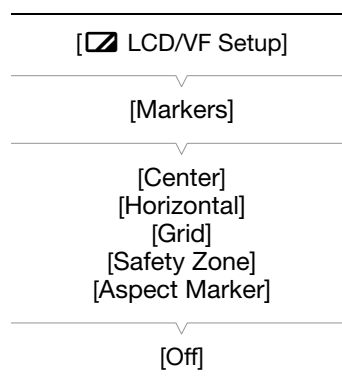 [LCD/VF Setup]
[Markers]
[Center]
[Horizontal]
[Grid]
[Safety Zone]
[Aspect Marker]
[Off]